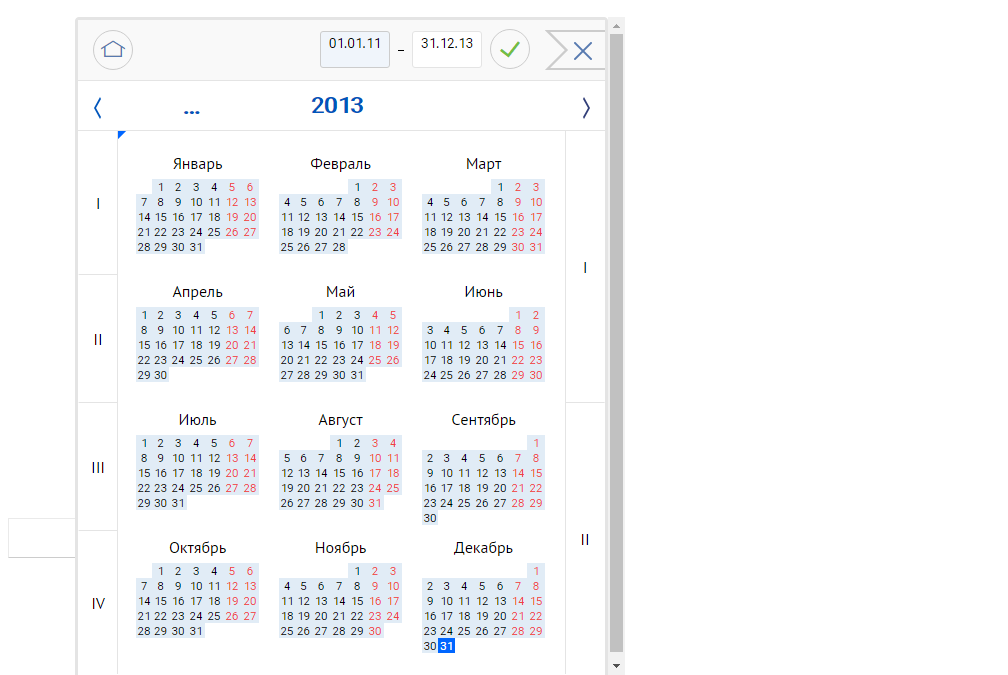 01.01.11 – 31.12.13
... 2013
Январь Февраль Март
1 2 3 4 5 6 1 2 3 1 2 3
7 8 9 10 11 12 13 4 5 6 7 8 9 10 4 5 6 7 8 9 10
I 14 15 16 17 18 19 20 11 12 13 14 15 16 17 11 12 13 14 15 16 17
21 22 23 24 25 26 27 18 19 20 21 22 23 24 18 19 20 21 22 23 24
28 29 30 31 25 26 27 28 25 26 27 28 29 30 31
I
Апрель Май Июнь
1 2 3 4 5 6 7 1 2 3 4 5 1 2
8 9 10 11 12 13 14 6 7 8 9 10 11 12 3 4 5 6 7 8 9
II 15 16 17 18 19 20 21 13 14 15 16 17 18 19 10 11 12 13 14 15 16
22 23 24 25 26 27 28 20 21 22 23 24 25 26 17 18 19 20 21 22 23
29 30 27 28 29 30 31 24 25 26 27 28 29 30
Июль Август Сентябрь
1 2 3 4 5 6 7 1 2 3 4 1
8 9 10 11 12 13 14 5 6 7 8 9 10 11 2 3 4 5 6 7 8
III 15 16 17 18 19 20 21 12 13 14 15 16 17 18 9 10 11 12 13 14 15
22 23 24 25 26 27 28 19 20 21 22 23 24 25 16 17 18 19 20 21 22
29 30 31 26 27 28 29 30 31 23 24 25 26 27 28 29
30
II
Октябрь Ноябрь Декабрь
1 2 3 4 5 6 1 2 3 1
7 8 9 10 11 12 13 4 5 6 7 8 9 10 2 3 4 5 6 7 8
IV 14 15 16 17 18 19 20 11 12 13 14 15 16 17 9 10 11 12 13 14 15
21 22 23 24 25 26 27 18 19 20 21 22 23 24 16 17 18 19 20 21 22
28 29 30 31 25 26 27 28 29 30 23 24 25 26 27 28 29
30 31